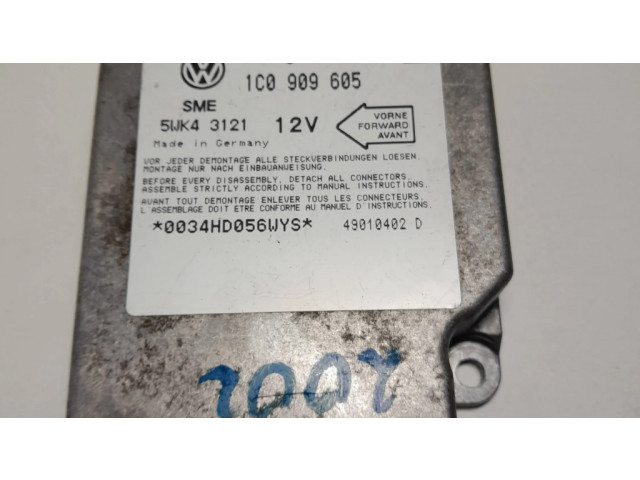 1C0 909 605
SME
5WK4 3121 12V
VORNE
FORWARD
AVANT
Made in Germany
VOR JEDER DEMONTAGE ALLE STECKVERBINDUNGEN LOESEN.
MONTAGE NUR NACH EINBAUANWEISUNG.
BEFORE EVERY DISASSEMBLY, DETACH ALL CONNECTORS.
ASSEMBLE STRICTLY ACCORDING TO MANUAL INSTRUCTIONS.
AVANT TOUT DEMONTAGE ENLEVER TOUS LES CONNECTEURS.
L'ASSEMBLAGE DOIT ETRE CONFORME AU MANUEL D'INSTRUCTIONS.
*0034HD056WYS* 49010402 D